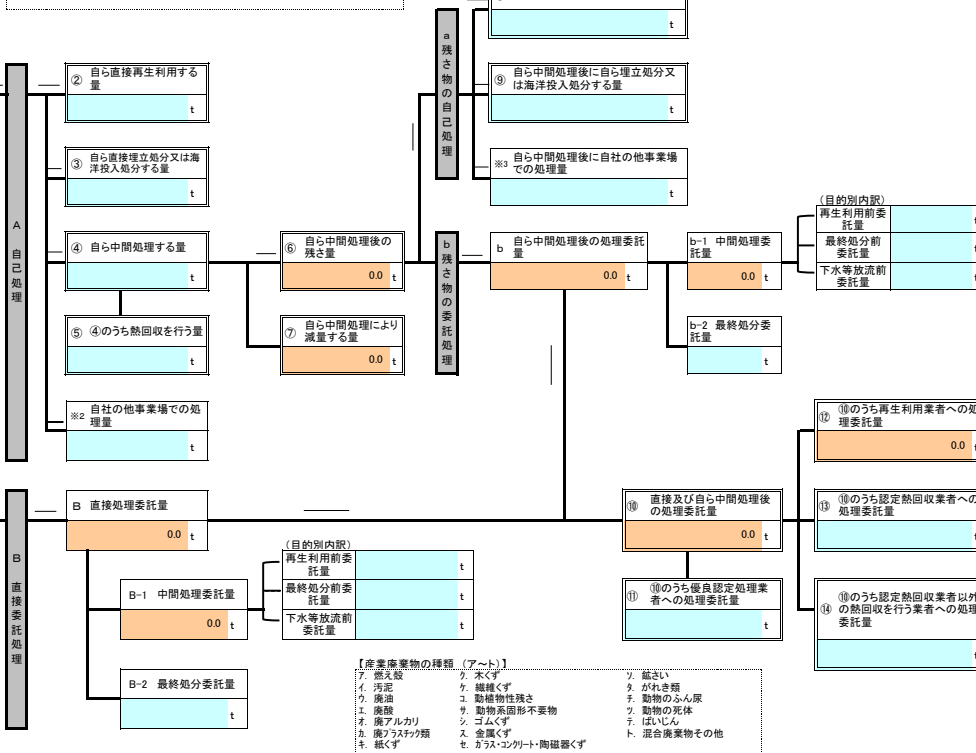 t
a 残さ物の自己処理
② 自ら直接再生利用する
量
t
⑨ 自ら中間処理後に自ら埋立処分又
は海洋投入処分する量
t
③ 自ら直接埋立処分又は海
洋投入処分する量
t
※3 自ら中間処理後に自社の他事業場
での処理量
t
A 自己処理
④ 自ら中間処理する量
t
⑥ 自ら中間処理後の
残さ量
0.0 t
b 残さ物の委託処理
b 自ら中間処理後の処理委託
量
0.0 t
b-1 中間処理委
託量
0.0 t
(目的別内訳)
再生利用前委
託量
t
最終処分前
委託量
t
下水等放流前
委託量
t
⑤ ④のうち熱回収を行う量
t
⑦ 自ら中間処理により
減量する量
0.0 t
b-2 最終処分委
託量
t
※2 自社の他事業場での処
理量
t
⑫ ⑩のうち再生利用業者への処
理委託量
0.0 t
B 直接委託処理
B 直接処理委託量
0.0 t
⑩ 直接及び自ら中間処理後
の処理委託量
0.0 t
⑬ ⑩のうち認定熱回収業者への
処理委託量
t
(目的別内訳)
再生利用前委
託量
t
最終処分前委
託量
t
下水等放流前
委託量
t
B-1 中間処理委託量
0.0 t
⑪ ⑩のうち優良認定処理業
者への処理委託量
t
⑭ ⑩のうち認定熱回収業者以外
の熱回収を行う業者への処理
委託量
t
B-2 最終処分委託量
t
【産業廃棄物の種類 (ア～ト)】
ア. 燃え殻
イ. 汚泥
ウ. 廃油
エ. 廃酸
オ. 廃アルカリ
カ. 廃プラスチック類
キ. 紙くず
ク. 木くず
ケ. 繊維くず
コ. 動植物性残さ
サ. 動物系固形不要物
シ. ゴムくず
ス. 金属くず
セ. ガラス・コンクリート・陶磁器くず
ソ. 鉱さい
タ. がれき類
チ. 動物のふん尿
ツ. 動物の死体
テ. ばいじん
ト. 混合廃棄物その他